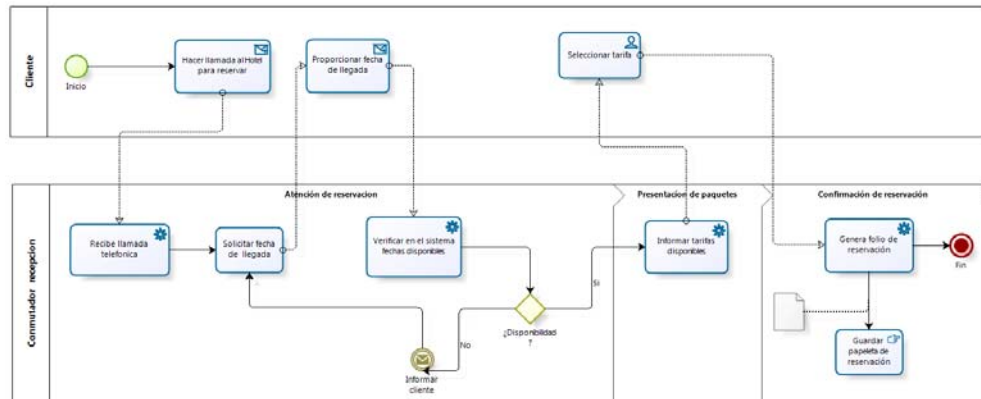 Cliente
Inicio
Hacer llamada al Hotel
para reservar
Proporcionar fecha
de llegada
Seleccionar tarifa
Conmutador recepcion
Atención de reservacion
Presentacion de paquetes
Confirmación de reservación
Recibe llamada
telefonica
Solicitar fecha
de llegada
Verificar en el sistema
fechas disponibles
¿Disponibilidad
?
No
Si
Informar
cliente
Informar tarifas
disponibles
Genera folio de
reservación
Fin
Guardar
papeleta de
reservación